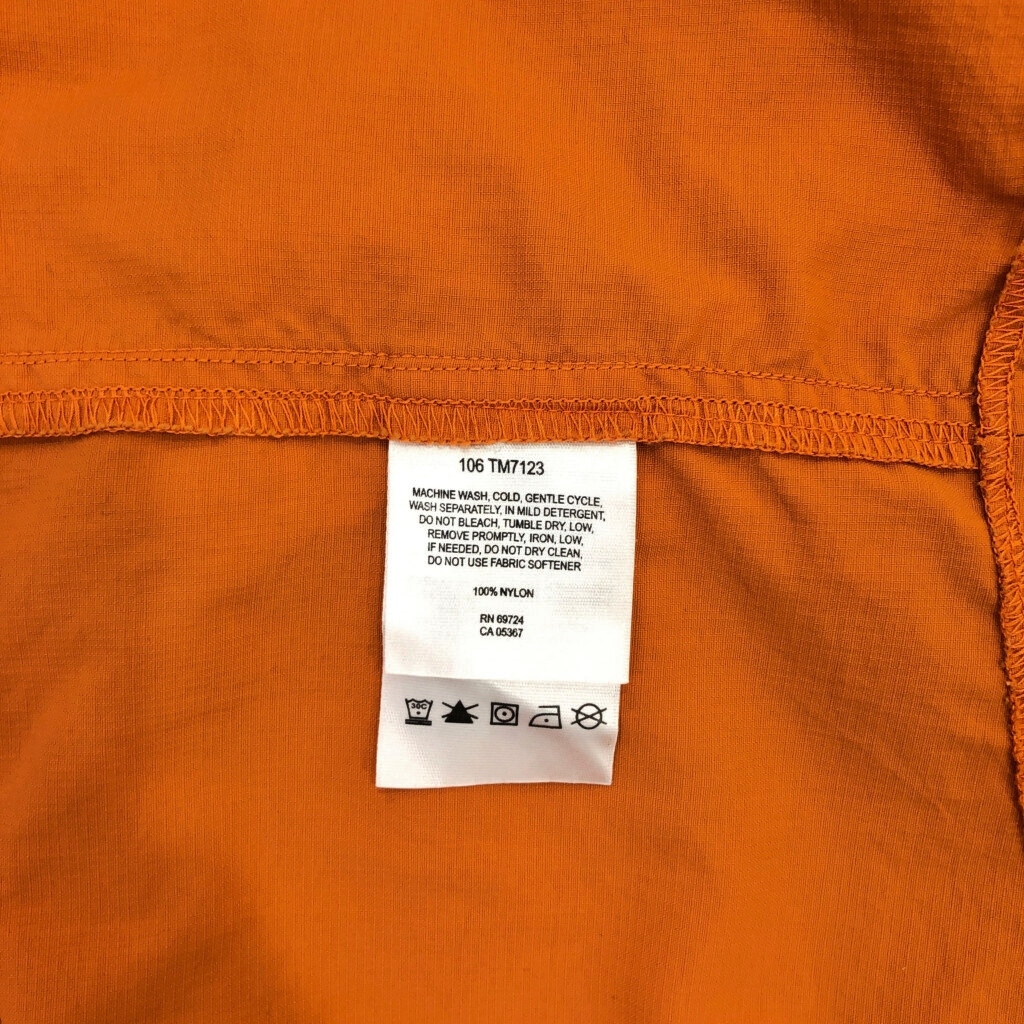 106 TM7123
MACHINE WASH, COLD, GENTLE CYCLE,
WASH SEPARATELY, IN MILD DETERGENT,
DO NOT BLEACH, TUMBLE DRY, LOW,
REMOVE PROMPTLY, IRON, LOW,
IF NEEDED, DO NOT DRY CLEAN,
DO NOT USE FABRIC SOFTENER
100% NYLON
RN 69724
CA 05367
30C